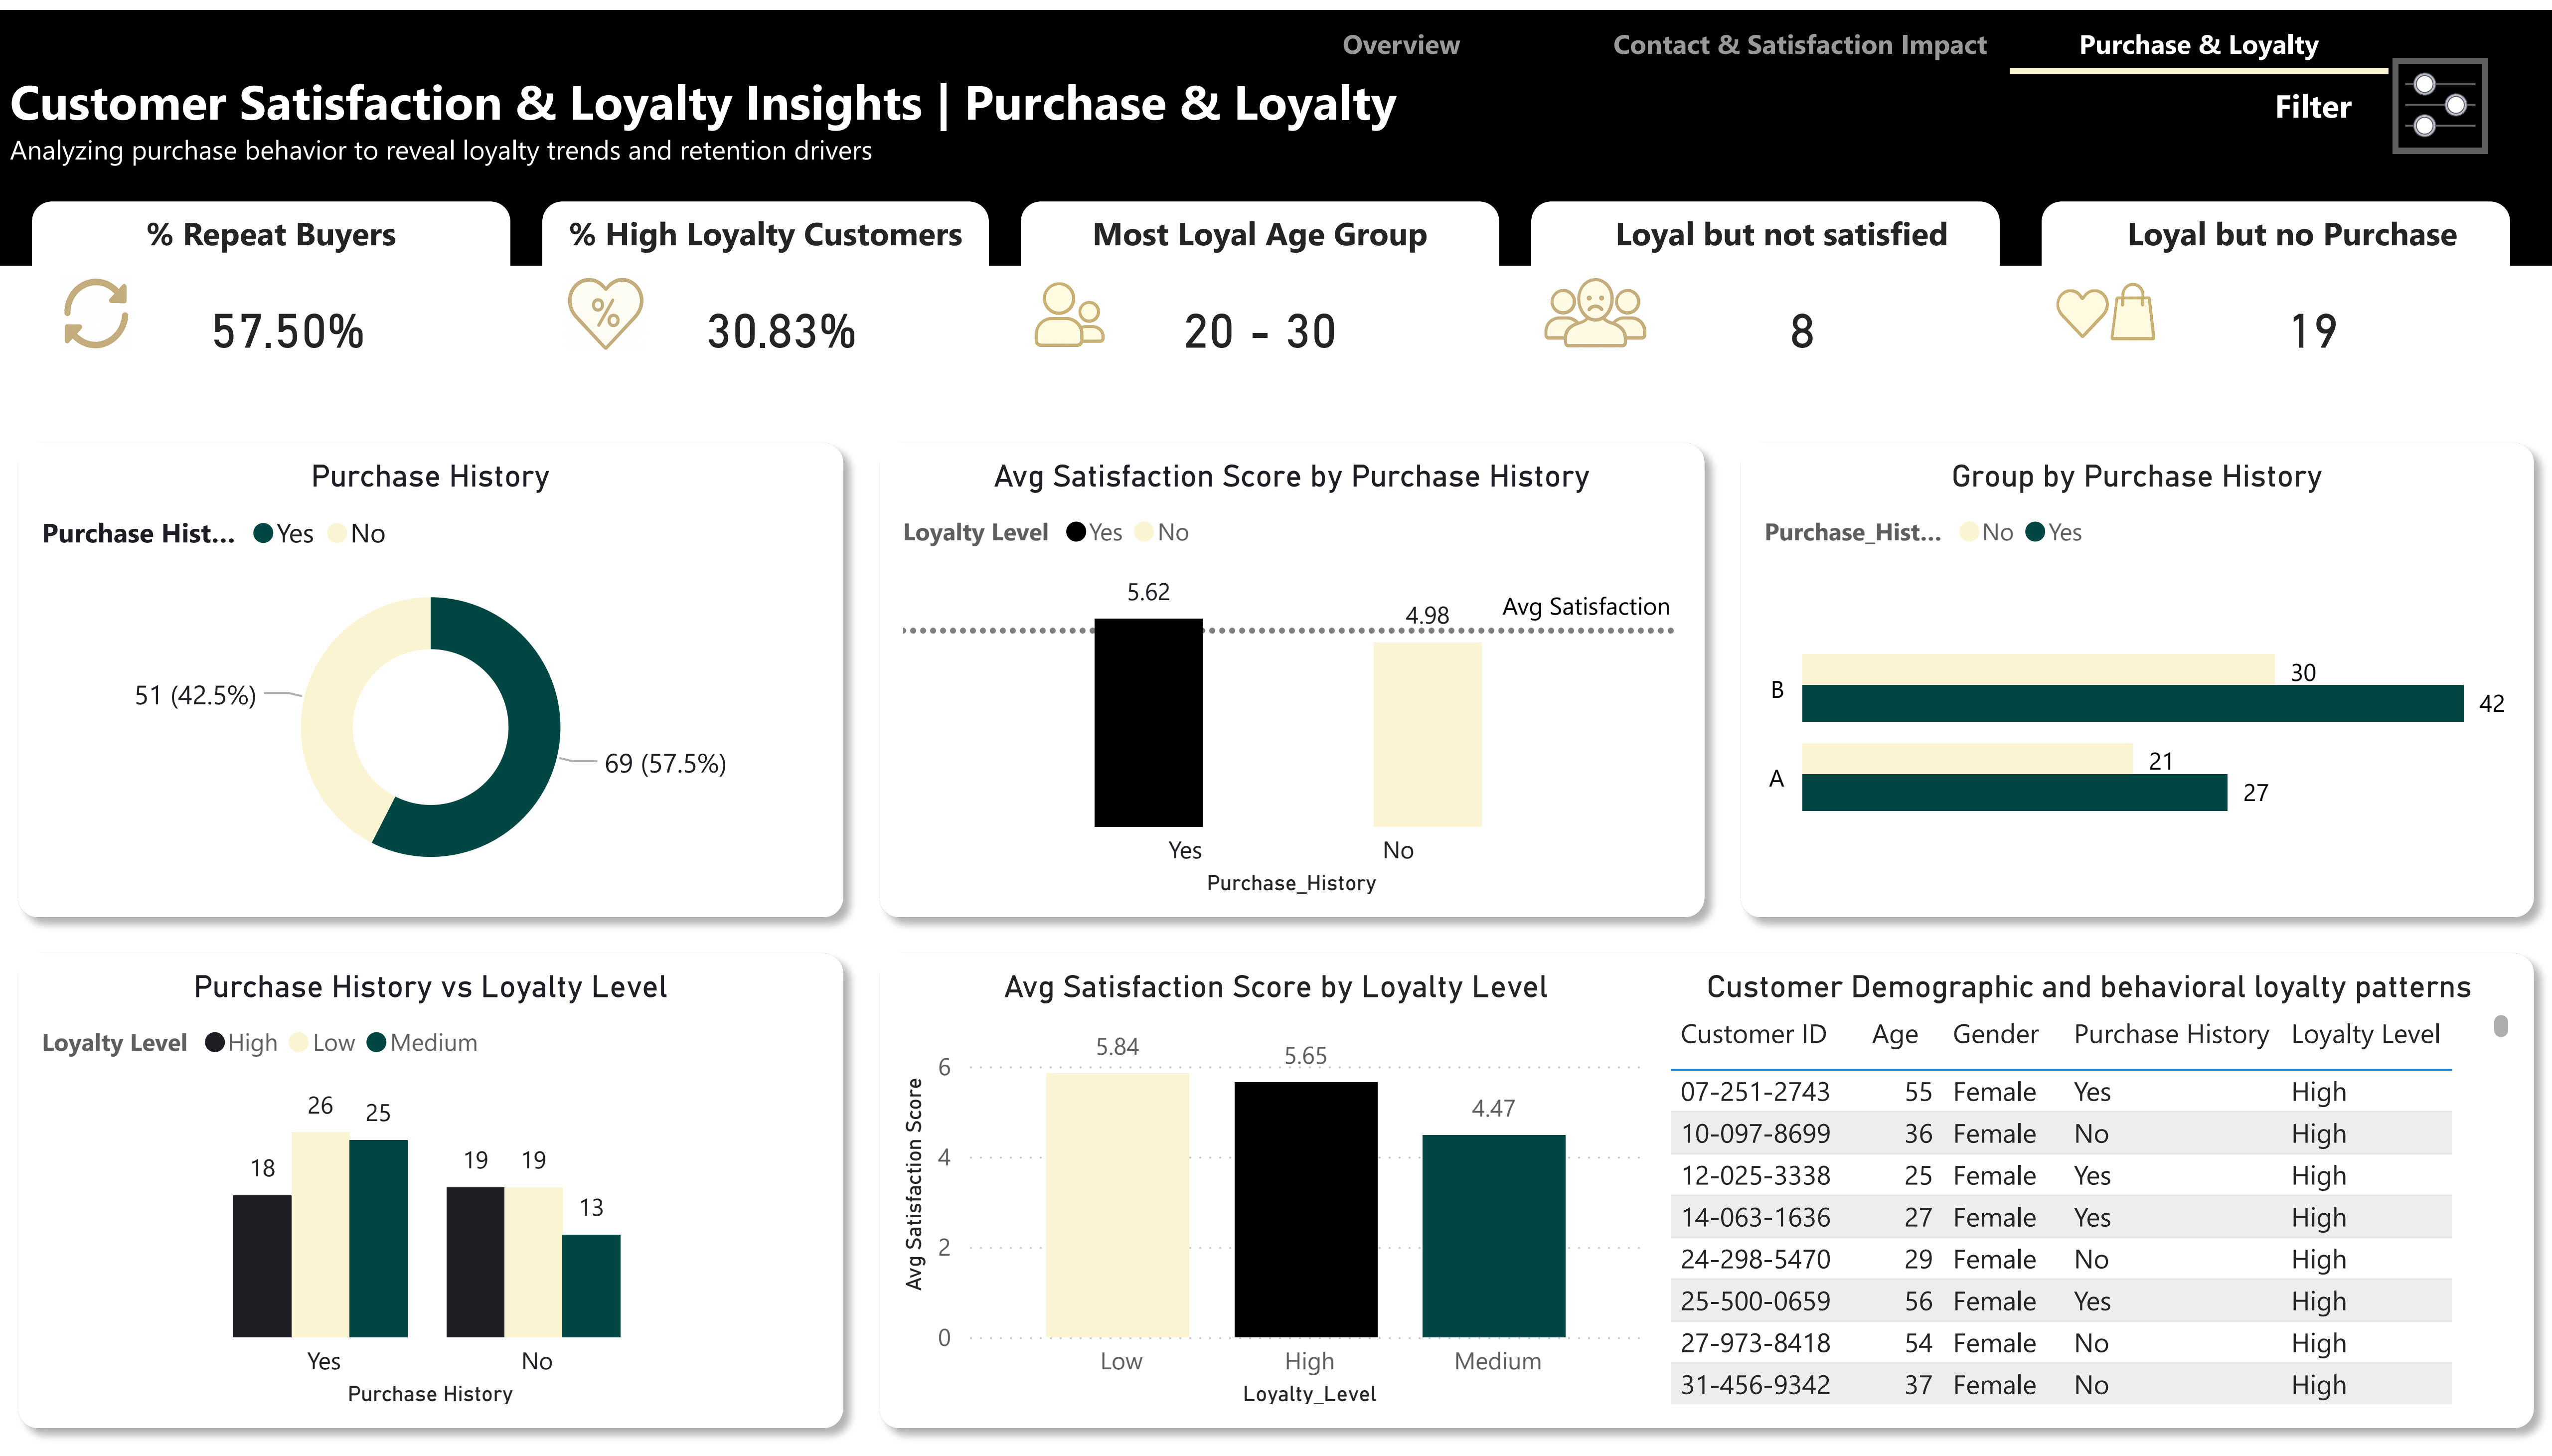 Overview
Contact & Satisfaction Impact
Purchase & Loyalty
Customer Satisfaction & Loyalty Insights | Purchase & Loyalty
Filter
Analyzing purchase behavior to reveal loyalty trends and retention drivers
% Repeat Buyers
57.50%
% High Loyalty Customers
%
30.83%
Most Loyal Age Group
20 - 30
Loyal but not satisfied
8
Loyal but no Purchase
19
Purchase History
Purchase Hist... Yes No
51 (42.5%)
69 (57.5%)
Avg Satisfaction Score by Purchase History
Loyalty Level Yes No
5.62
4.98
Avg Satisfaction
Yes No
Purchase_History
Group by Purchase History
Purchase_Hist... No Yes
B 30
42
A 21
27
Purchase History vs Loyalty Level
Loyalty Level High Low Medium
18 26 25 19 19 13
Yes No
Purchase History
Avg Satisfaction Score by Loyalty Level
Avg Satisfaction Score
6
4
2
0
5.84 5.65 4.47
Low High Medium
Loyalty_Level
Customer Demographic and behavioral loyalty patterns
Customer ID Age Gender Purchase History Loyalty Level
07-251-2743 55 Female Yes High
10-097-8699 36 Female No High
12-025-3338 25 Female Yes High
14-063-1636 27 Female Yes High
24-298-5470 29 Female No High
25-500-0659 56 Female Yes High
27-973-8418 54 Female No High
31-456-9342 37 Female No High